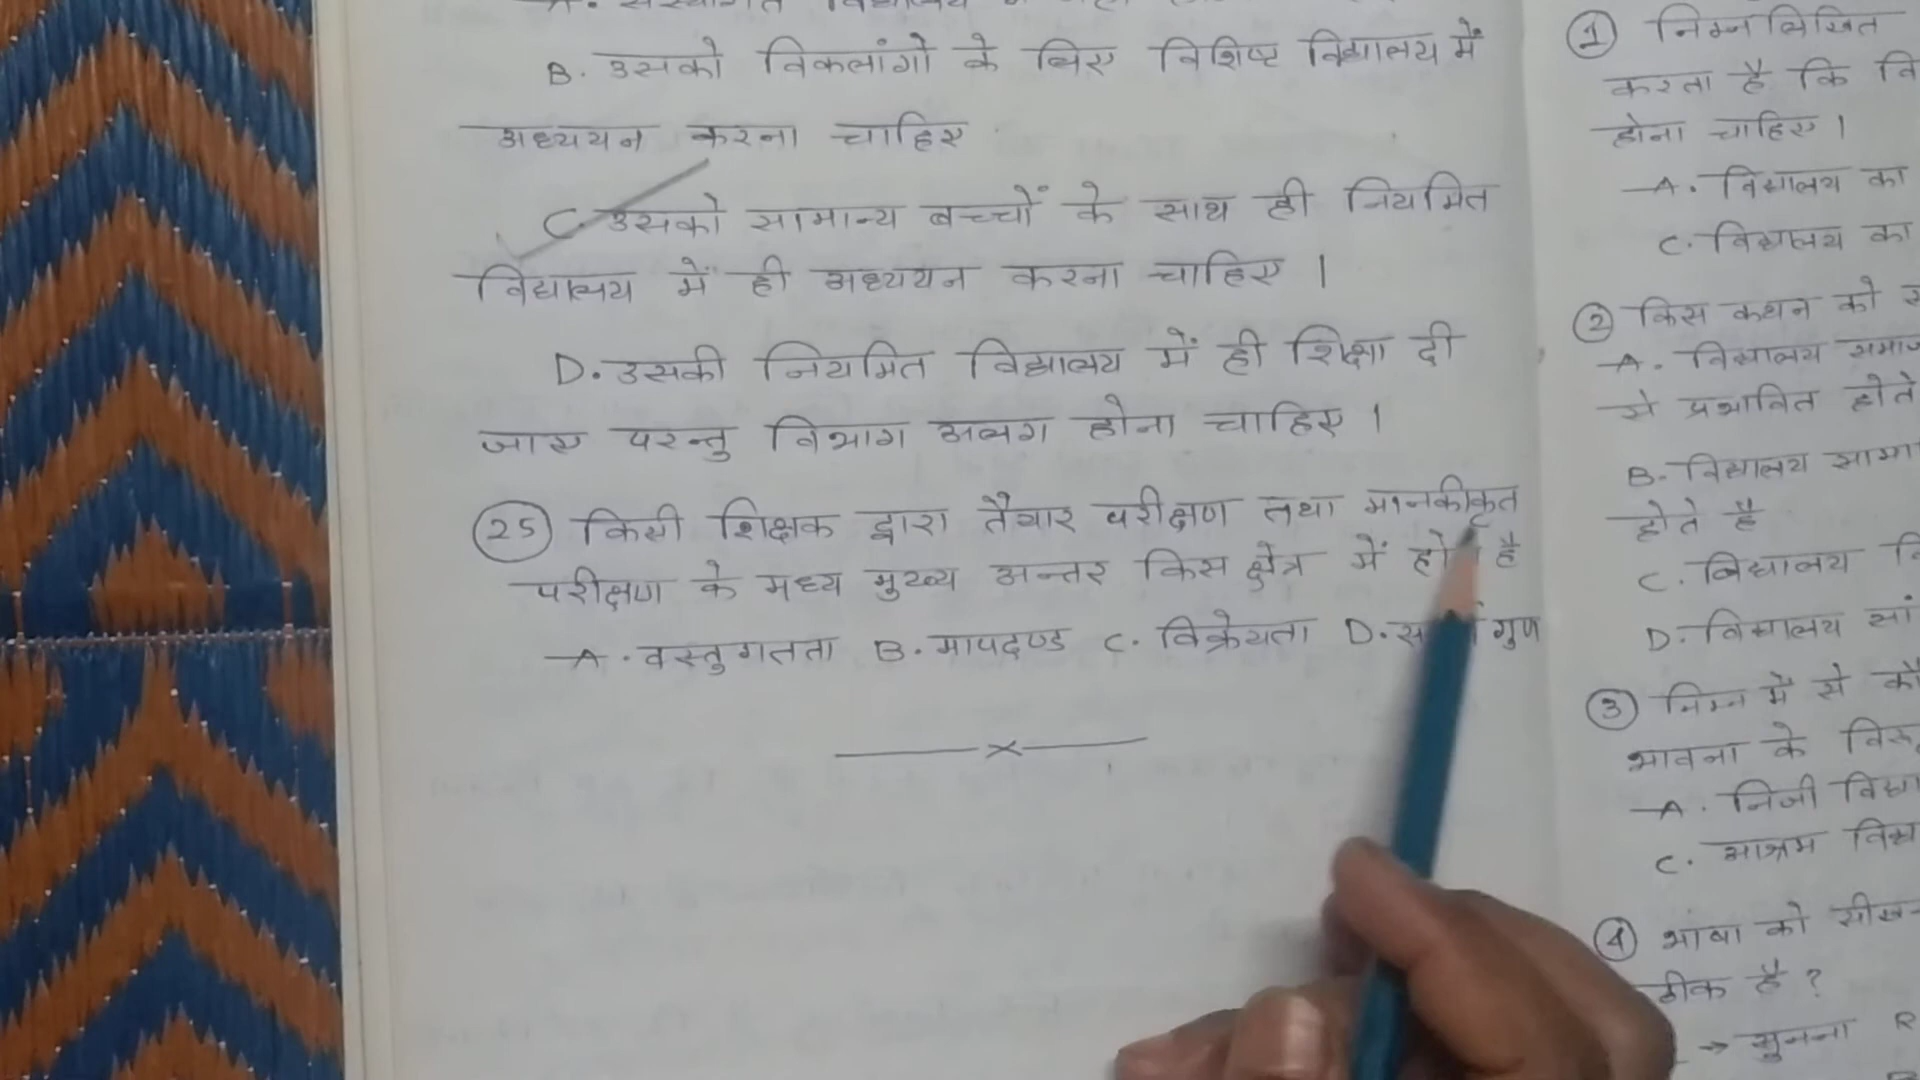 B. उसको विकलांगो के लिए विशिष्ट विद्यालय में
अध्ययन करना चाहिए
C. उसको सामान्य बच्चों के साथ ही नियमित
विद्यालय में ही अध्ययन करना चाहिए ।
D. उसकी नियमित विद्यालय में ही शिक्षा दी
जाए परन्तु विभाग अलग होना चाहिए ।
25 किसी शिक्षक द्वारा तैयार परीक्षण तथा मानकीकृत
परीक्षण के मध्य मुख्य अन्तर किस क्षेत्र में है
A. वस्तुगतता B. मापदण्ड C. विक्रेयता D.
1 निम्नलिखित
करता है कि
होना चाहिए ।
A. विद्यालय का
C. विद्यालय का
2 किस कथन को
A. विद्यालय
से प्रभावित होते
B. विद्यालय
होते है
C. विद्यालय
D. विद्यालय
3 निम्न में से
भावना के
A. निजी
C. आश्रम
4 भाषा को
ठीक है ?
→ सुनना